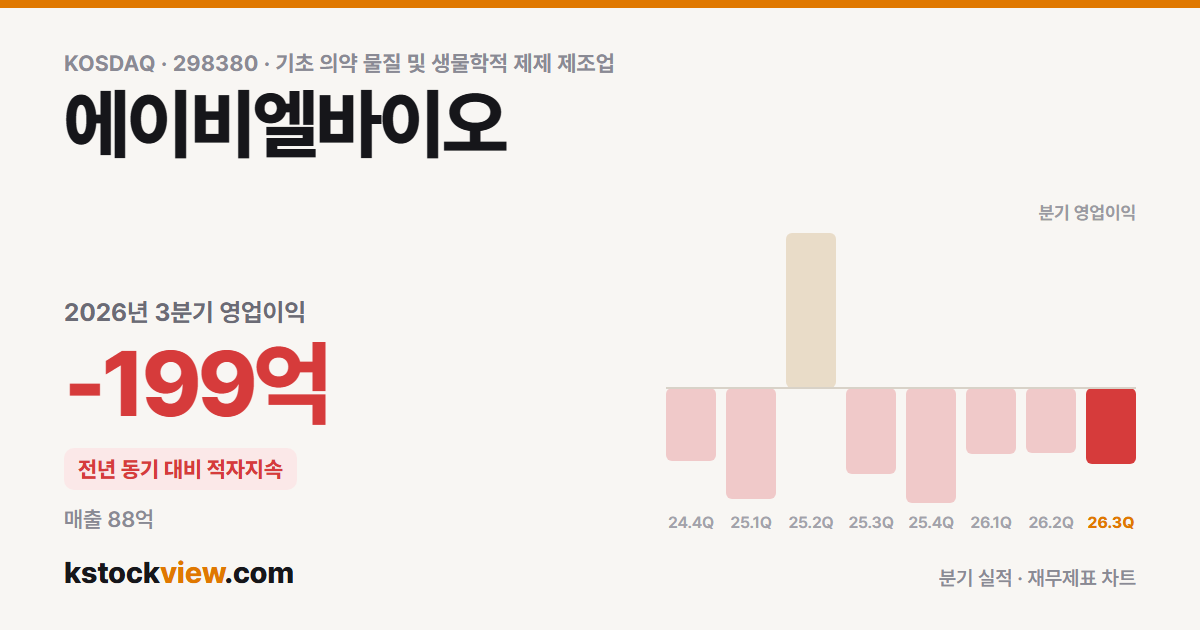 KOSDAQ · 298380 · 기초 의약 물질 및 생물학적 제제 제조업
에이비엘바이오
분기 영업이익
2026년 3분기 영업이익
-199억
전년 동기 대비 적자지속
매출 88억
24.4Q 25.1Q 25.2Q 25.3Q 25.4Q 26.1Q 26.2Q 26.3Q
kstockview.com
분기 실적 · 재무제표 차트